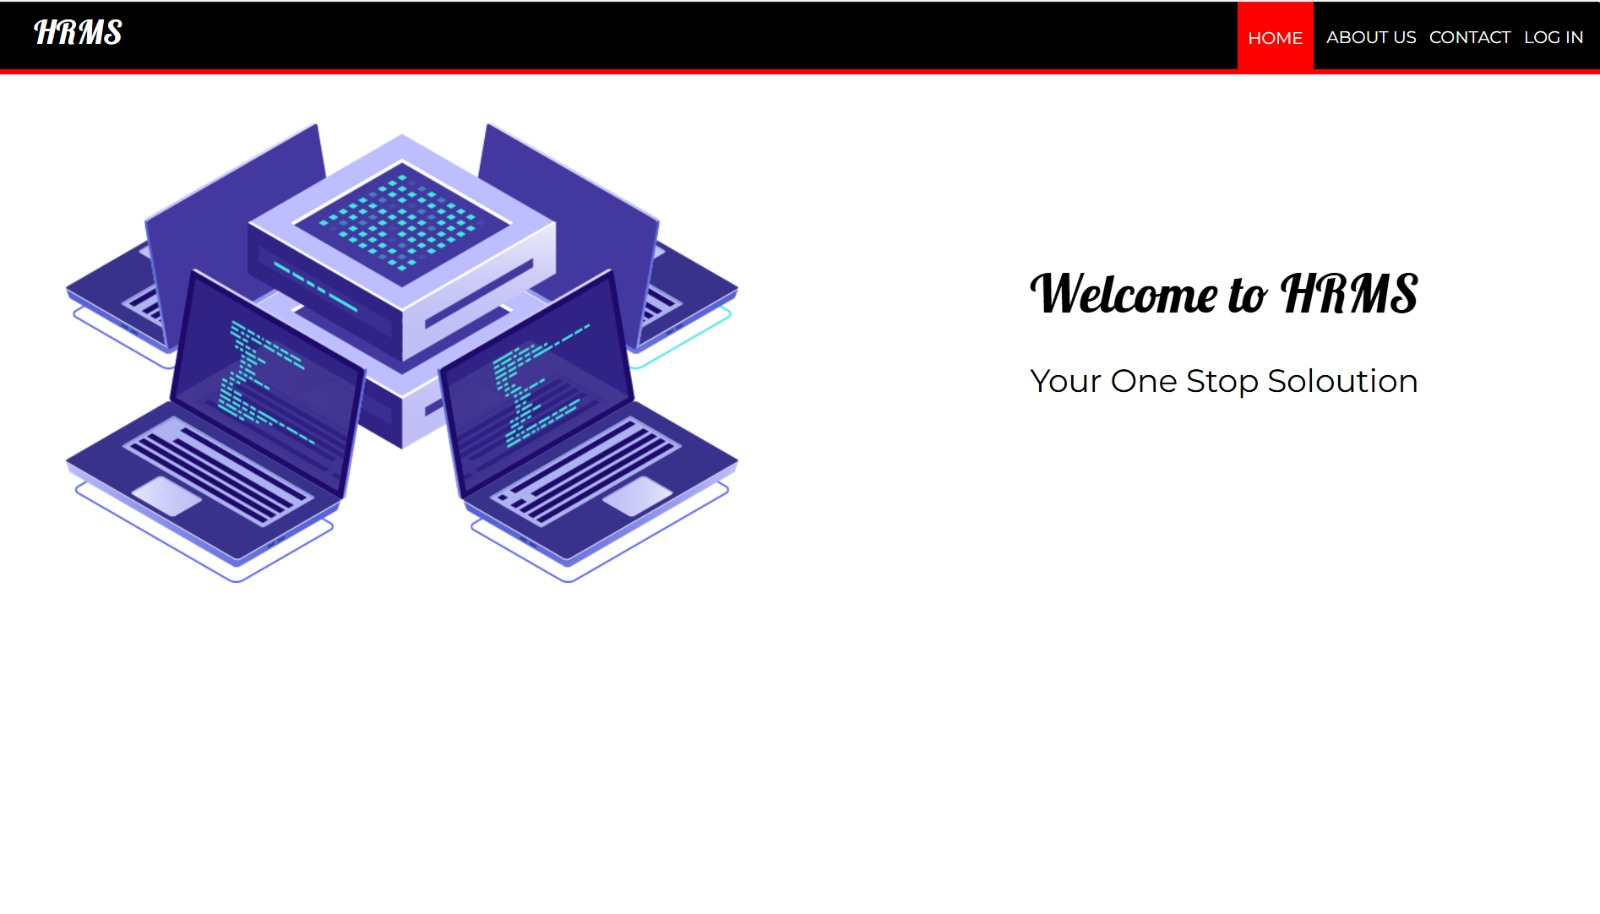 HRMS
HOME ABOUT US CONTACT LOG IN
Welcome to HRMS
Your One Stop Soloution